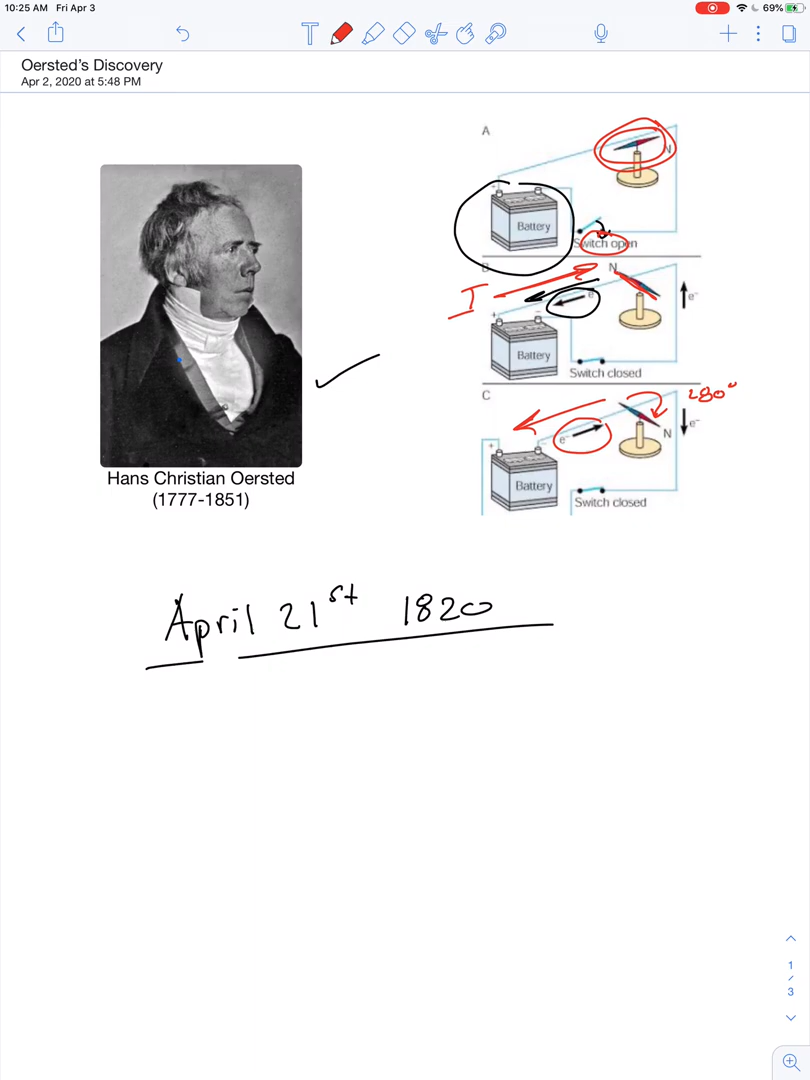 10:25 AM Fri Apr 3
69%
T
Oersted's Discovery
Apr 2, 2020 at 5:48 PM
A
N
+
Battery
Switch open
B
N
I
e
e⁻
+
−
Battery
Switch closed
C
180°
N
e⁻
e⁻
+
−
Battery
Switch closed
Hans Christian Oersted
(1777-1851)
April 21st 1820
1
/
3